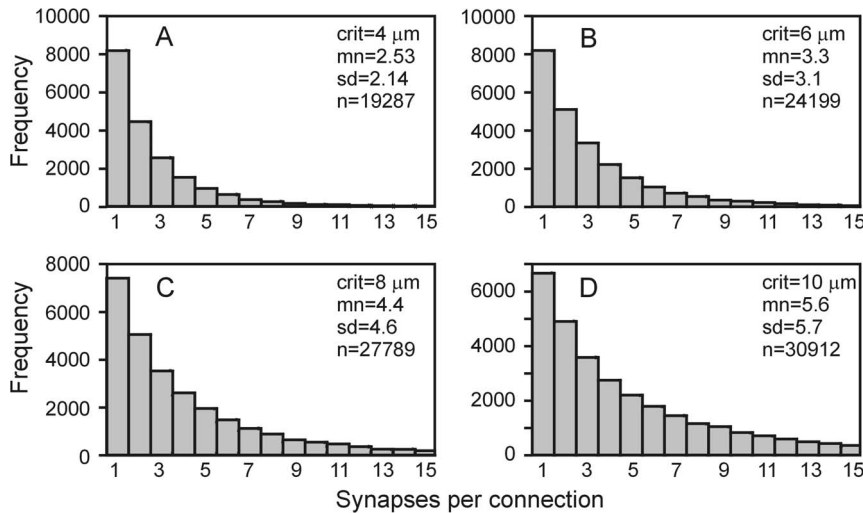 10000
8000
6000
4000
2000
0
Frequency
A
crit=4 μm
mn=2.53
sd=2.14
n=19287
1 3 5 7 9 11 13 15
10000
8000
6000
4000
2000
0
B
crit=6 μm
mn=3.3
sd=3.1
n=24199
1 3 5 7 9 11 13 15
8000
6000
4000
2000
0
Frequency
C
crit=8 μm
mn=4.4
sd=4.6
n=27789
1 3 5 7 9 11 13 15
6000
4000
2000
0
D
crit=10 μm
mn=5.6
sd=5.7
n=30912
1 3 5 7 9 11 13 15
Synapses per connection